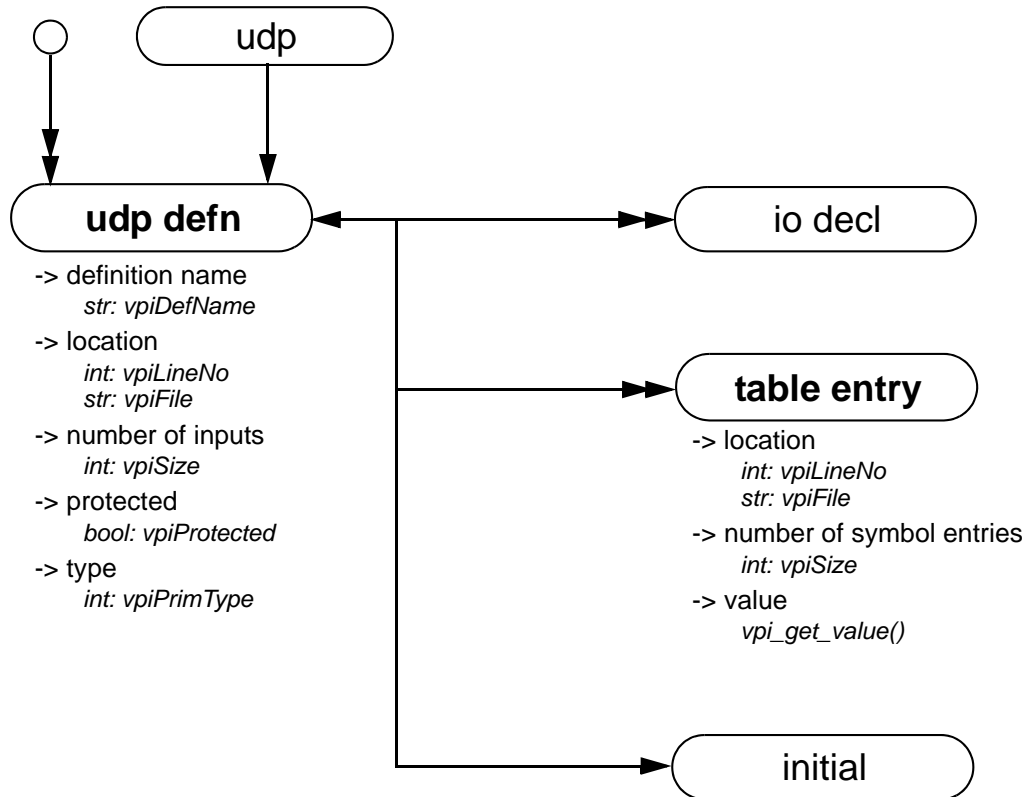 udp
udp defn
-> definition name
str: vpiDefName
-> location
int: vpiLineNo
str: vpiFile
-> number of inputs
int: vpiSize
-> protected
bool: vpiProtected
-> type
int: vpiPrimType
io decl
table entry
-> location
int: vpiLineNo
str: vpiFile
-> number of symbol entries
int: vpiSize
-> value
vpi_get_value()
initial